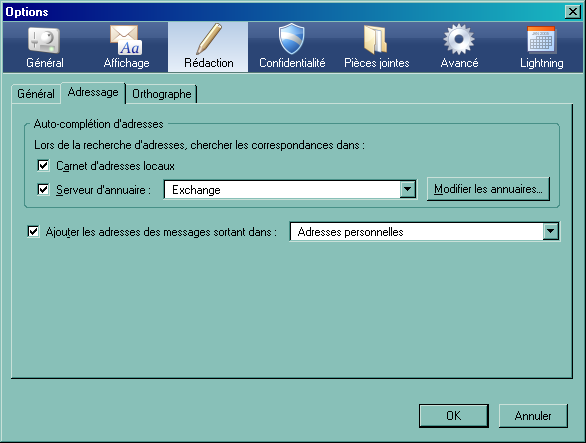 Options
Général
Affichage
Rédaction
Confidentialité
Pièces jointes
Avancé
Lightning
Général
Adressage
Orthographe
Auto-complétion d'adresses
Lors de la recherche d'adresses, chercher les correspondances dans :
Carnet d'adresses locaux
Serveur d'annuaire :
Exchange
Modifier les annuaires...
Ajouter les adresses des messages sortant dans :
Adresses personnelles
OK
Annuler